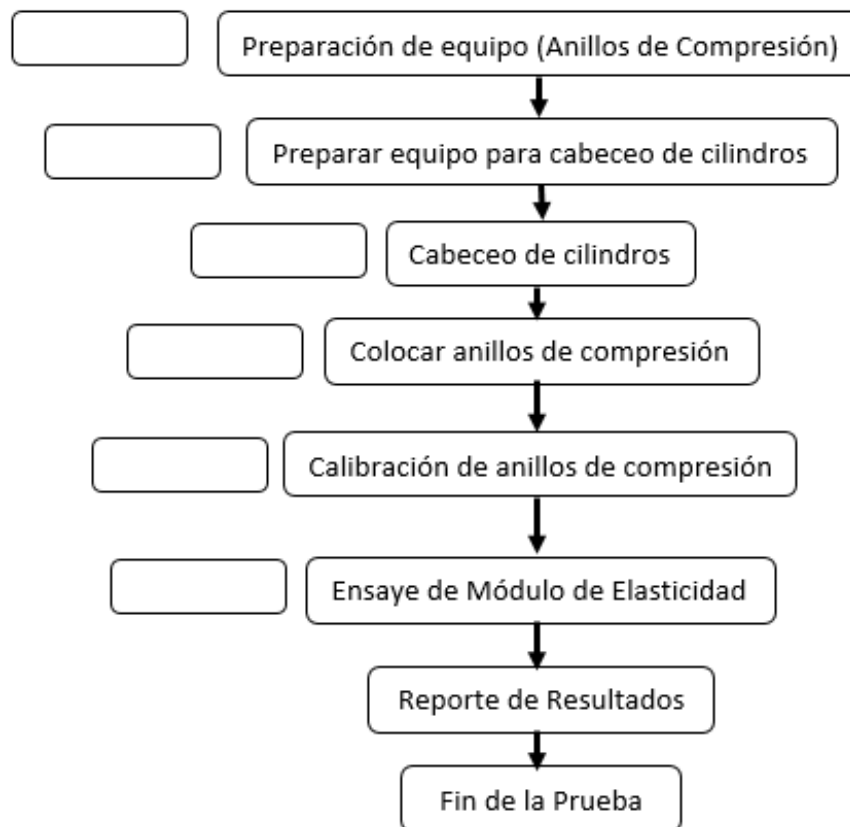 Preparación de equipo (Anillos de Compresión)
Preparar equipo para cabeceo de cilindros
Cabeceo de cilindros
Colocar anillos de compresión
Calibración de anillos de compresión
Ensaye de Módulo de Elasticidad
Reporte de Resultados
Fin de la Prueba